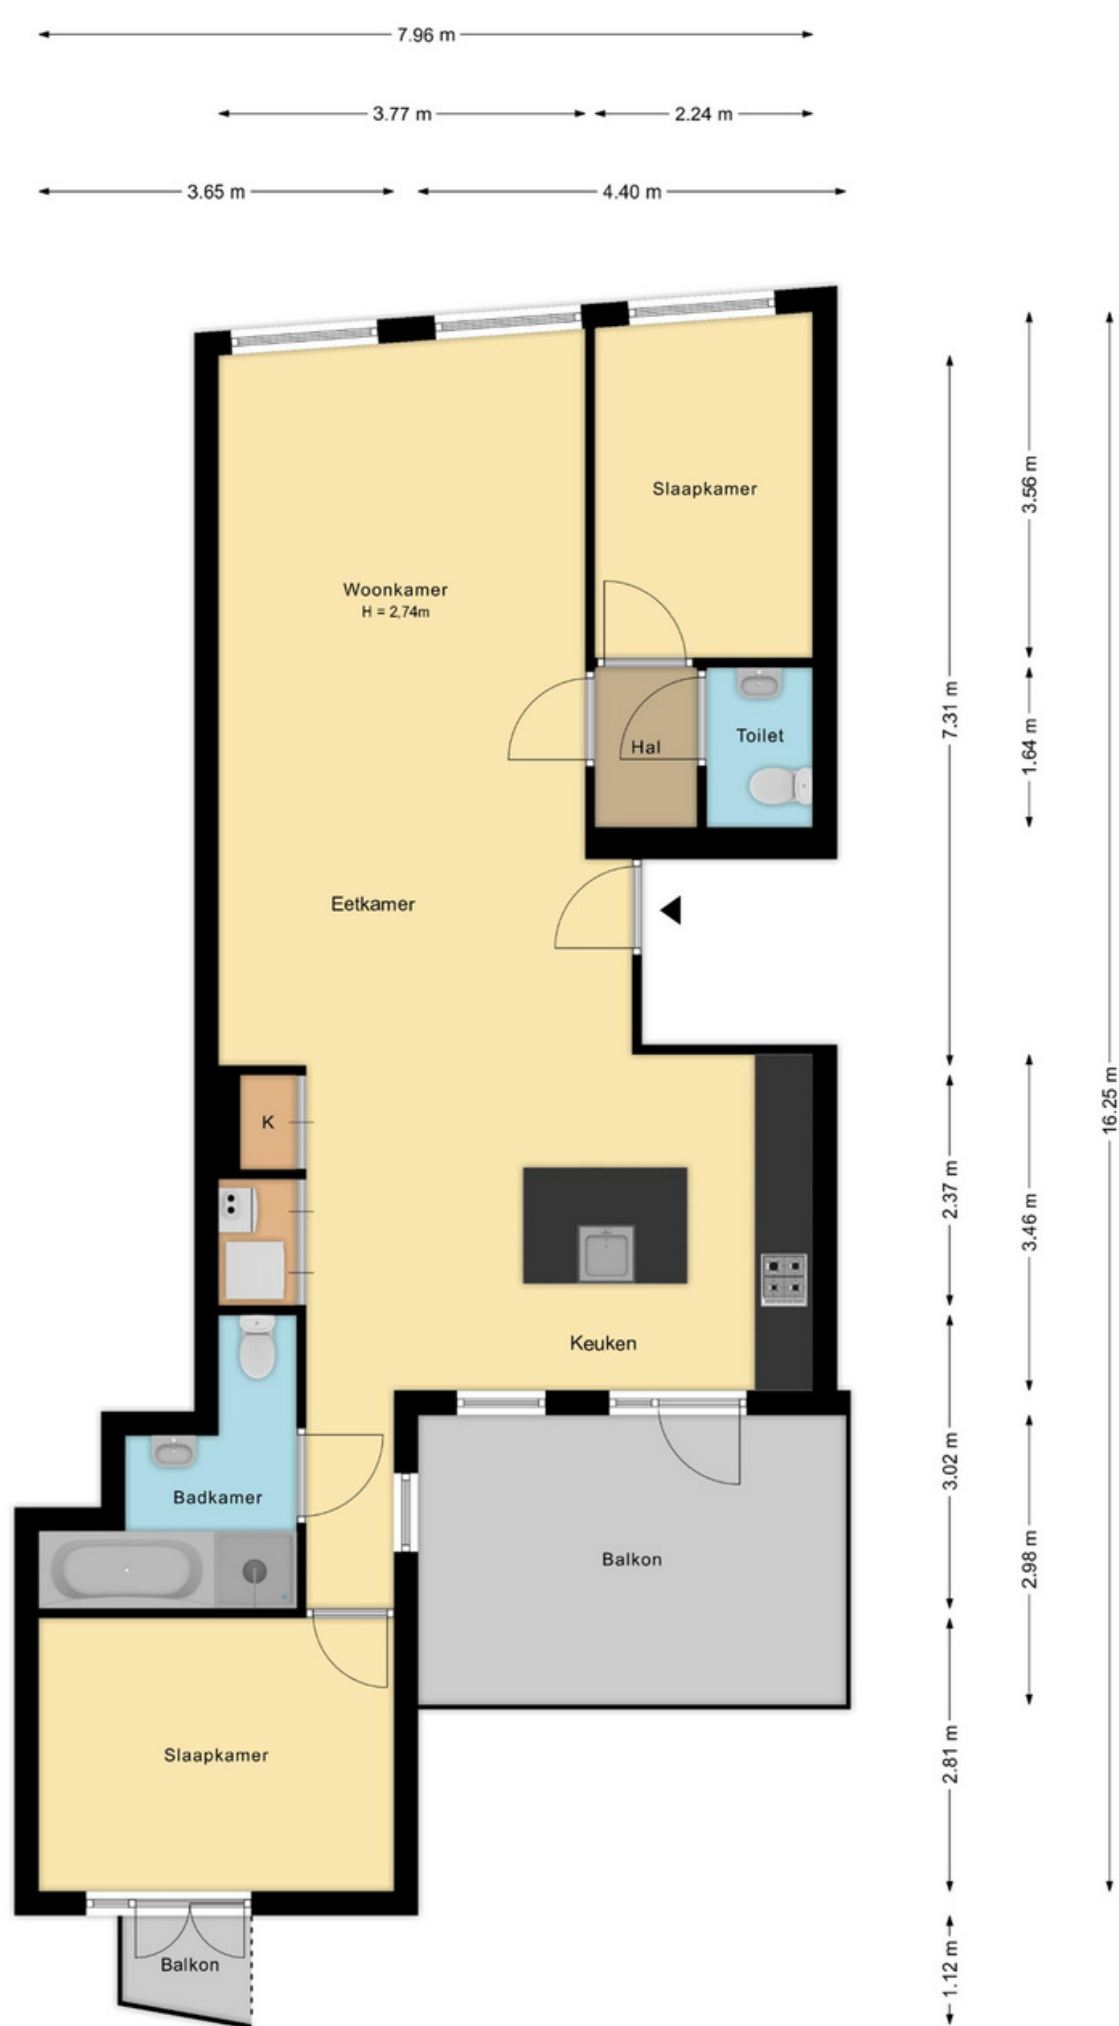 7.96 m
3.77 m
2.24 m
3.65 m
4.40 m
Slaapkamer
3.56 m
Woonkamer
H = 2,74m
7.31 m
1.64 m
Hal
Toilet
Eetkamer
16.25 m
K
2.37 m
3.46 m
Keuken
3.02 m
Badkamer
Balkon
2.98 m
Slaapkamer
2.81 m
Balkon
1.12 m